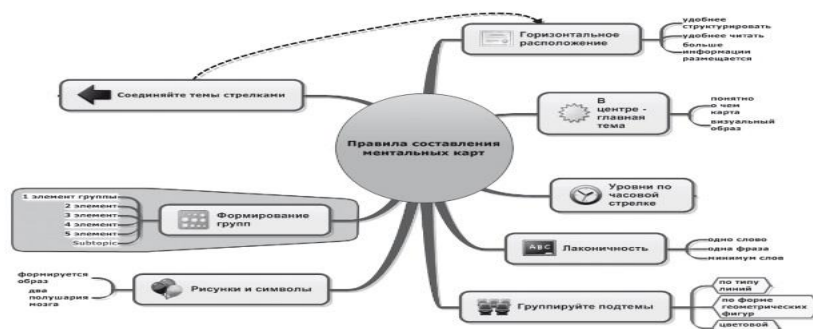 Правила составления
ментальных карт
Горизонтальное
расположение
удобнее
структурировать
удобнее читать
больше
информации
размещается
В
центре -
главная
тема
понятно
о чем
карта
визуальный
образ
Уровни по
часовой
стрелке
ABC
Лаконичность
одно слово
одна фраза
минимум слов
Группируйте подтемы
по типу
линий
по форме
геометрических
фигур
цветовой
Рисунки и символы
формируется
образ
два
полушария
мозга
Формирование
групп
1 элемент группы
2 элемент
3 элемент
4 элемент
5 элемент
Subtopic
Соединяйте темы стрелками